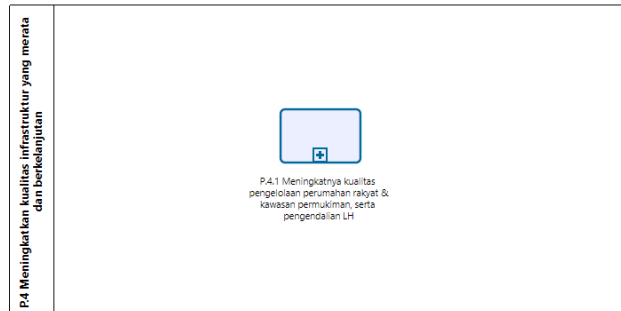 P.4 Meningkatkan kualitas infrastruktur yang merata
dan berkelanjutan
P.4.1 Meningkatnya kualitas
pengelolaan perumahan rakyat &
kawasan permukiman, serta
pengendalian LH